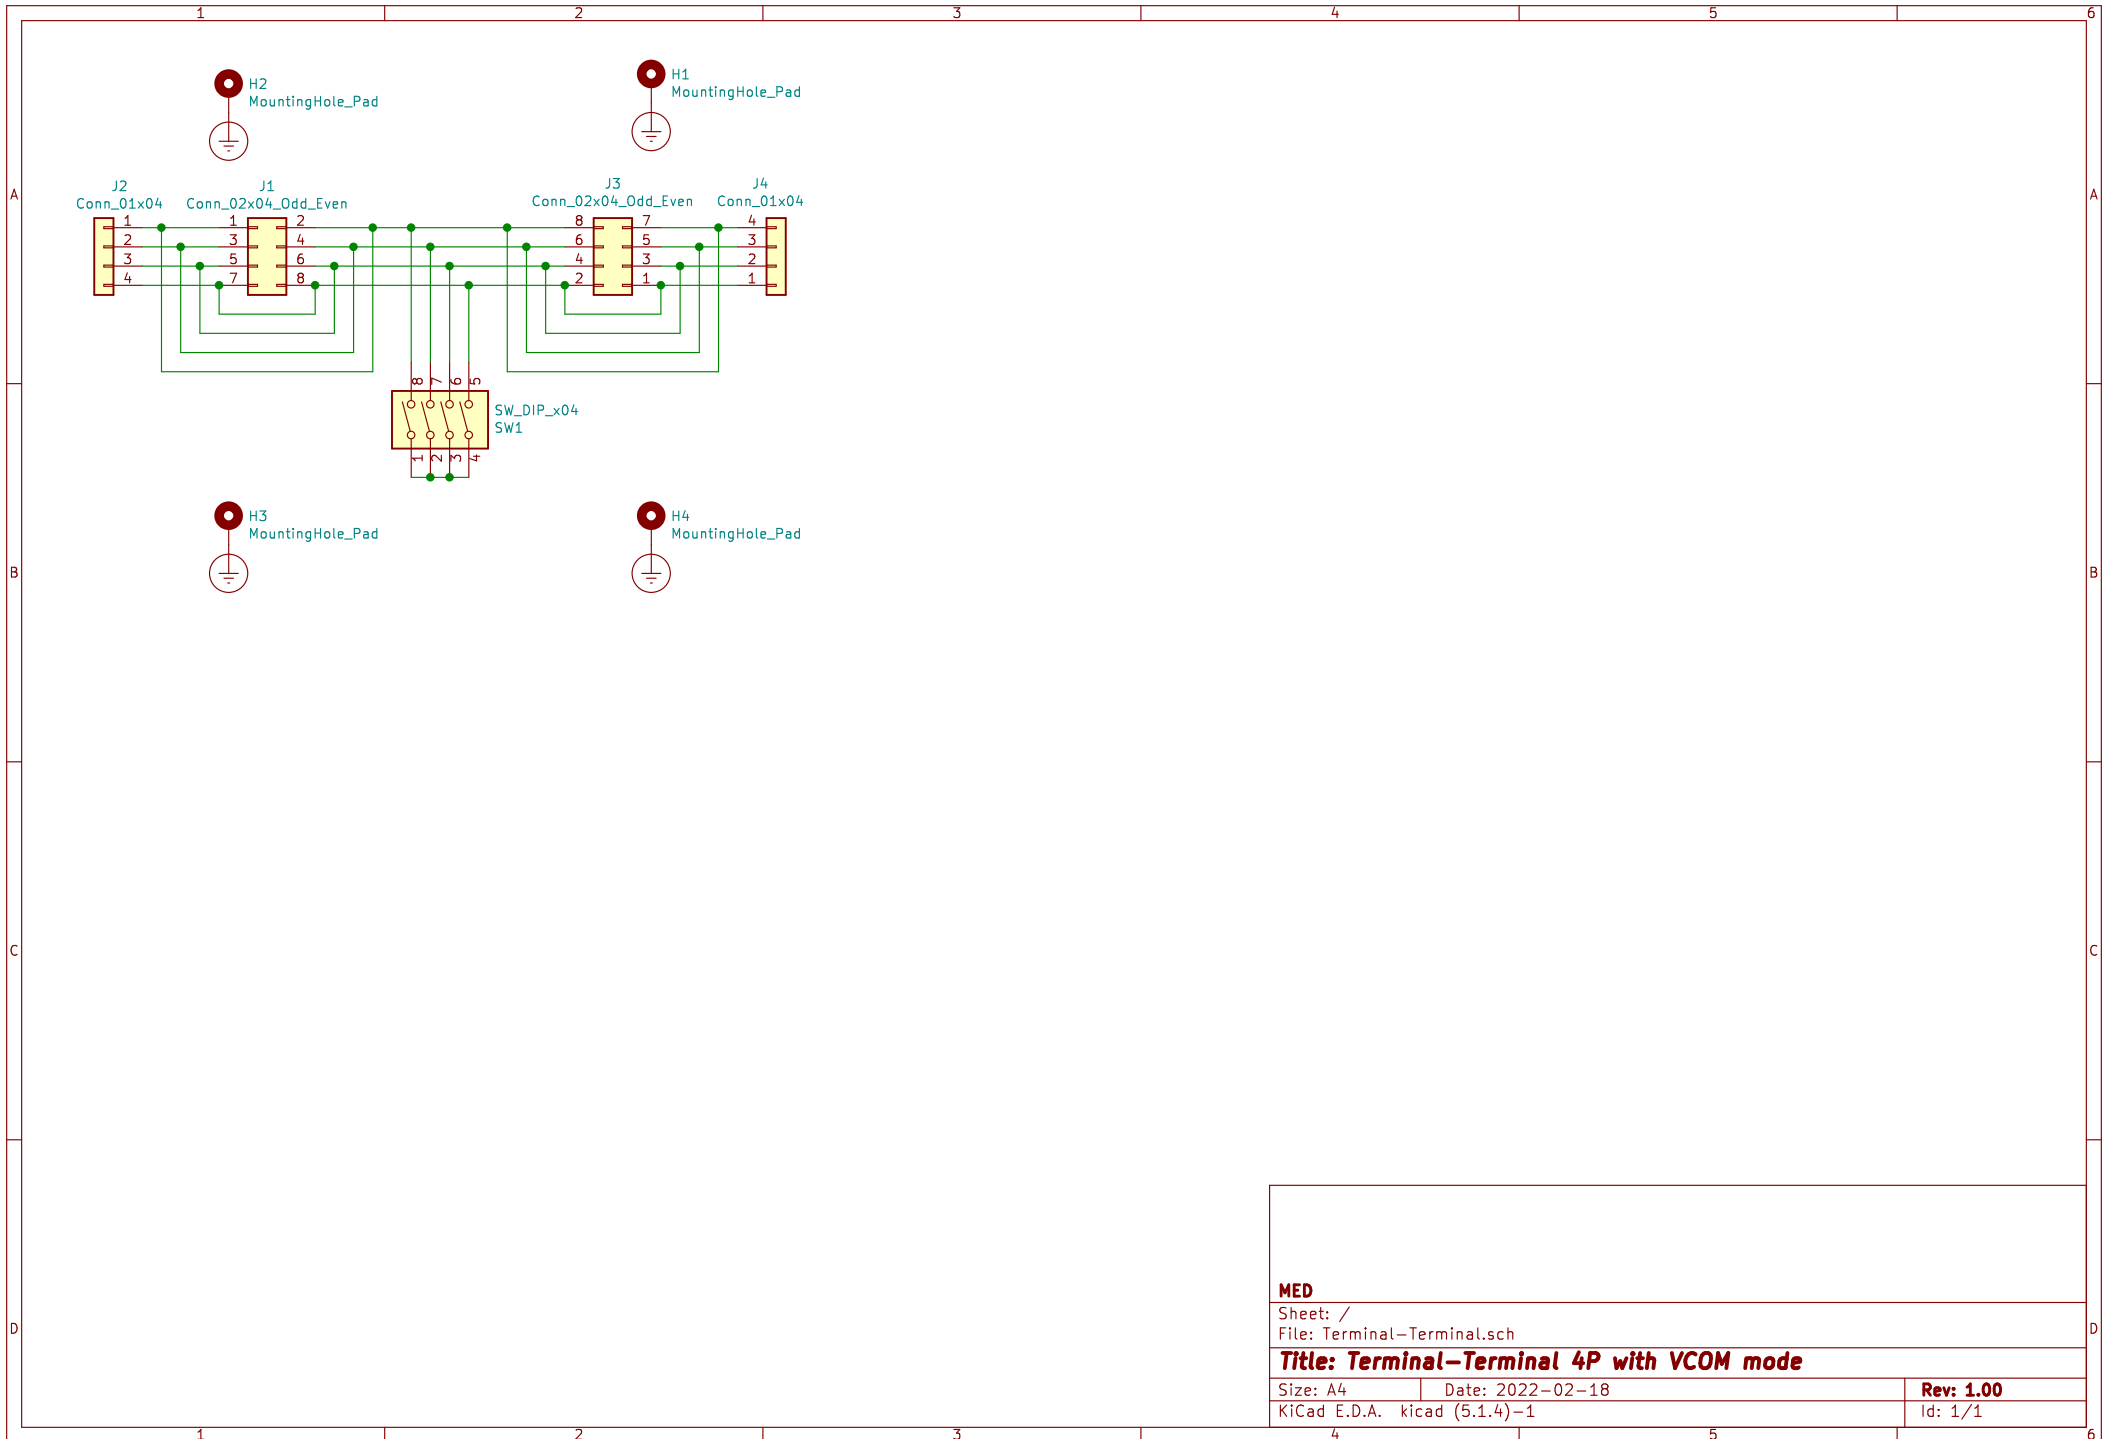 1 2 3 4 5 6
H2
MountingHole_Pad
H1
MountingHole_Pad
A
A
J2
Conn_01x04
J1
Conn_02x04_Odd_Even
J3
Conn_02x04_Odd_Even
J4
Conn_01x04
1 1 2 8 7 4
2 3 4 6 5 3
3 5 6 4 3 2
4 7 8 2 1 1
8 7 6 5
SW_DIP_x04
SW1
1 2 3 4
H3
MountingHole_Pad
H4
MountingHole_Pad
B
B
C
C
D
D
MED
Sheet: /
File: Terminal-Terminal.sch
Title: Terminal-Terminal 4P with VCOM mode
Size: A4
Date: 2022-02-18
Rev: 1.00
KiCad E.D.A. kicad (5.1.4)-1
Id: 1/1
1 2 3 4 5 6